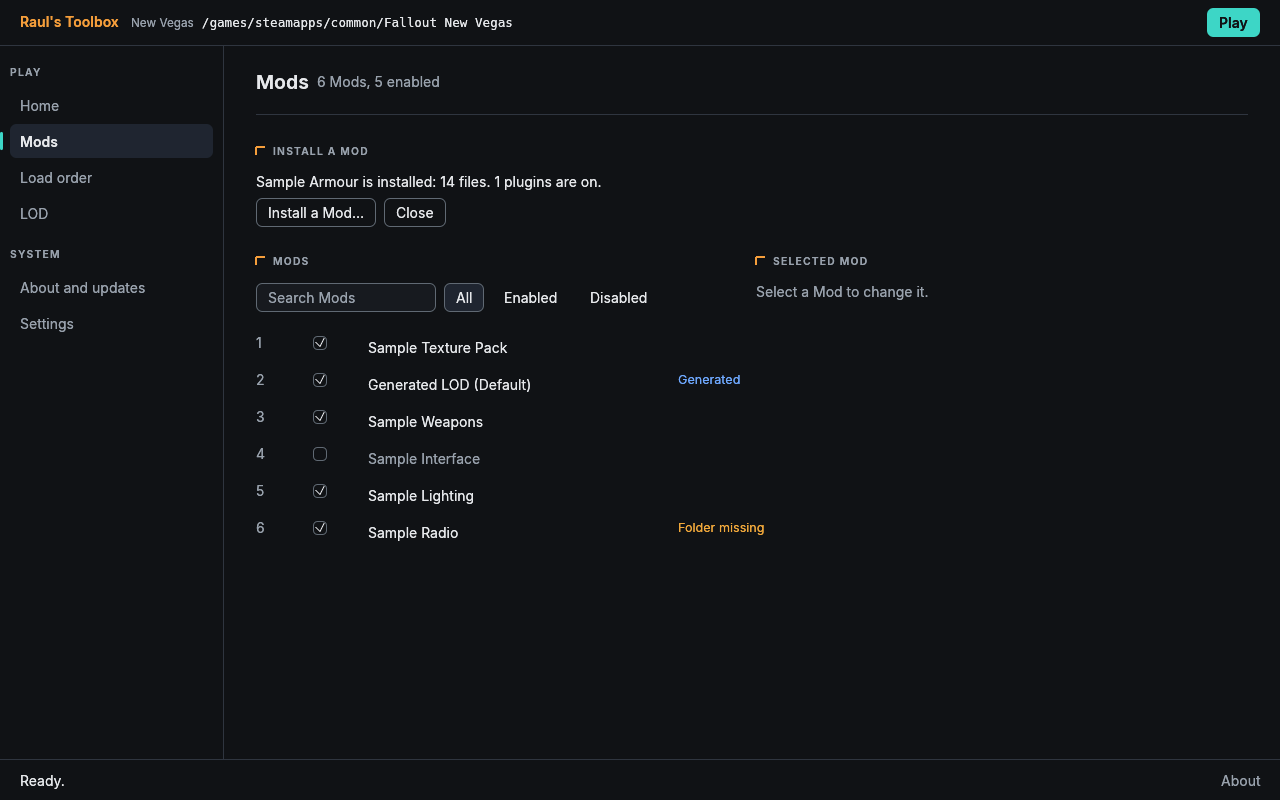 Raul's Toolbox New Vegas /games/steamapps/common/Fallout New Vegas Play
PLAY
Home
Mods
Load order
LOD
SYSTEM
About and updates
Settings
Mods 6 Mods, 5 enabled
INSTALL A MOD
Sample Armour is installed: 14 files. 1 plugins are on.
Install a Mod... Close
MODS
Search Mods All Enabled Disabled
1 Sample Texture Pack
2 Generated LOD (Default) Generated
3 Sample Weapons
4 Sample Interface
5 Sample Lighting
6 Sample Radio Folder missing
SELECTED MOD
Select a Mod to change it.
Ready. About